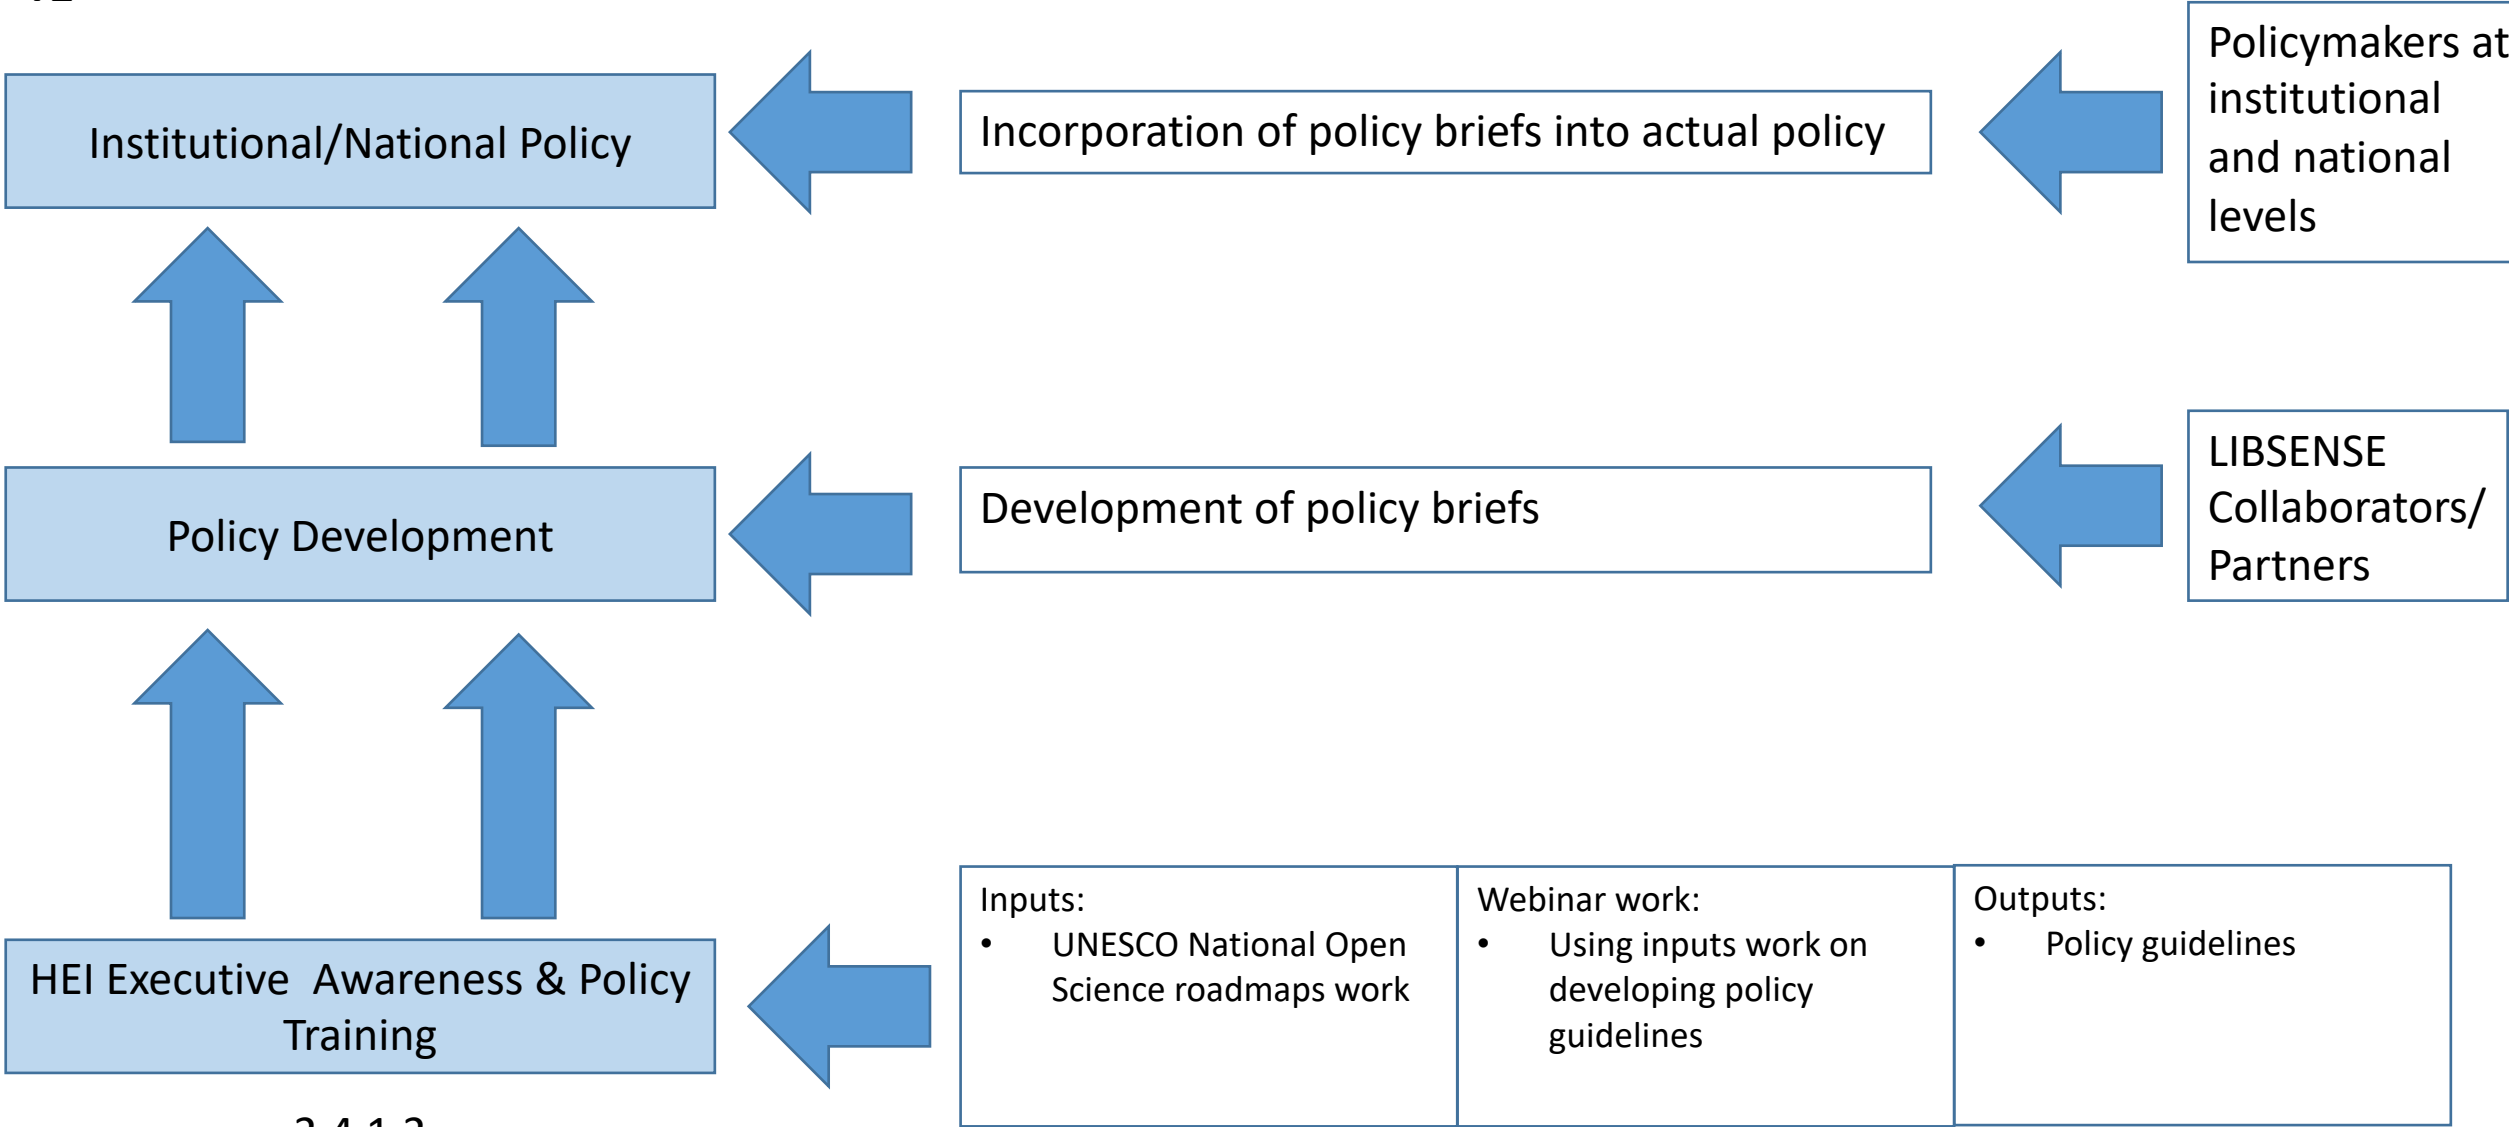 Institutional/National Policy
Incorporation of policy briefs into actual policy
Policymakers at
institutional
and national
levels
Policy Development
Development of policy briefs
LIBSENSE
Collaborators/
Partners
HEI Executive  Awareness & Policy
Training
Inputs:
• UNESCO National Open
Science roadmaps work
Webinar work:
• Using inputs work on
developing policy
guidelines
Outputs:
• Policy guidelines